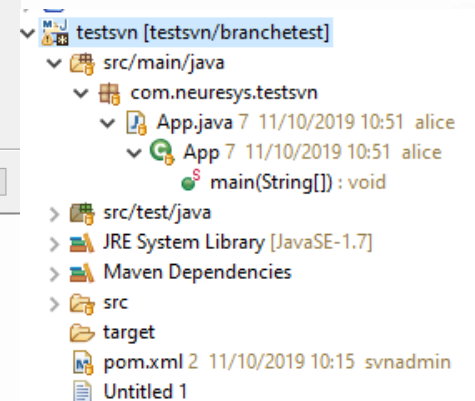 testsvn [testsvn/branchetest]
src/main/java
com.neuresys.testsvn
App.java 7 11/10/2019 10:51 alice
App 7 11/10/2019 10:51 alice
main(String[]) : void
src/test/java
JRE System Library [JavaSE-1.7]
Maven Dependencies
src
target
pom.xml 2 11/10/2019 10:15 svnadmin
Untitled 1